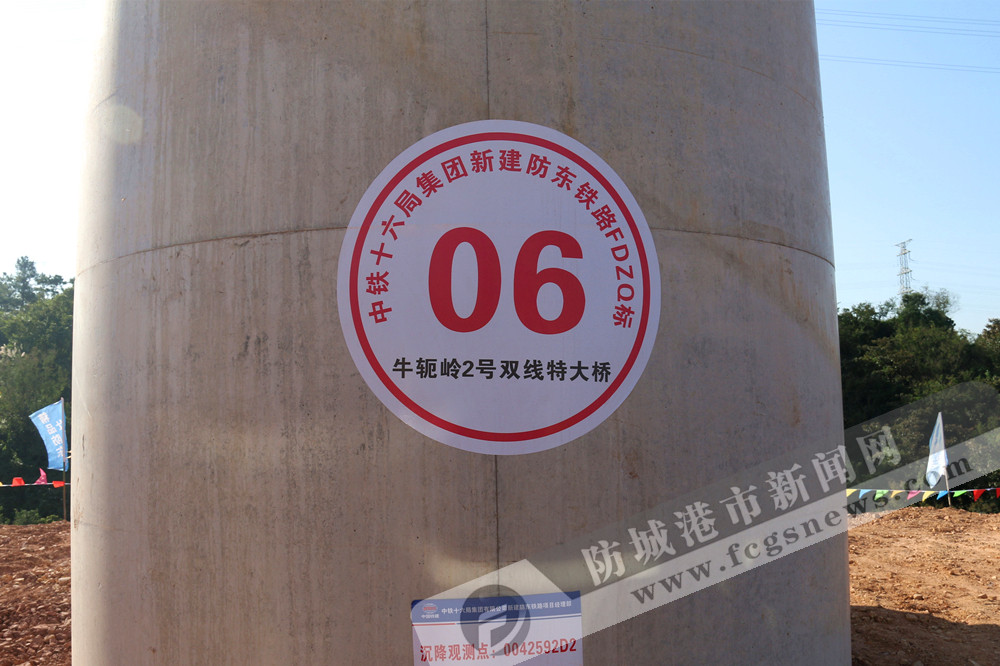 中铁十六局集团新建防东铁路FDZQ标
06
牛轭岭2号双线特大桥
防城港市新闻网
www.fcgsnews.com
沉降观测点：0042592D2